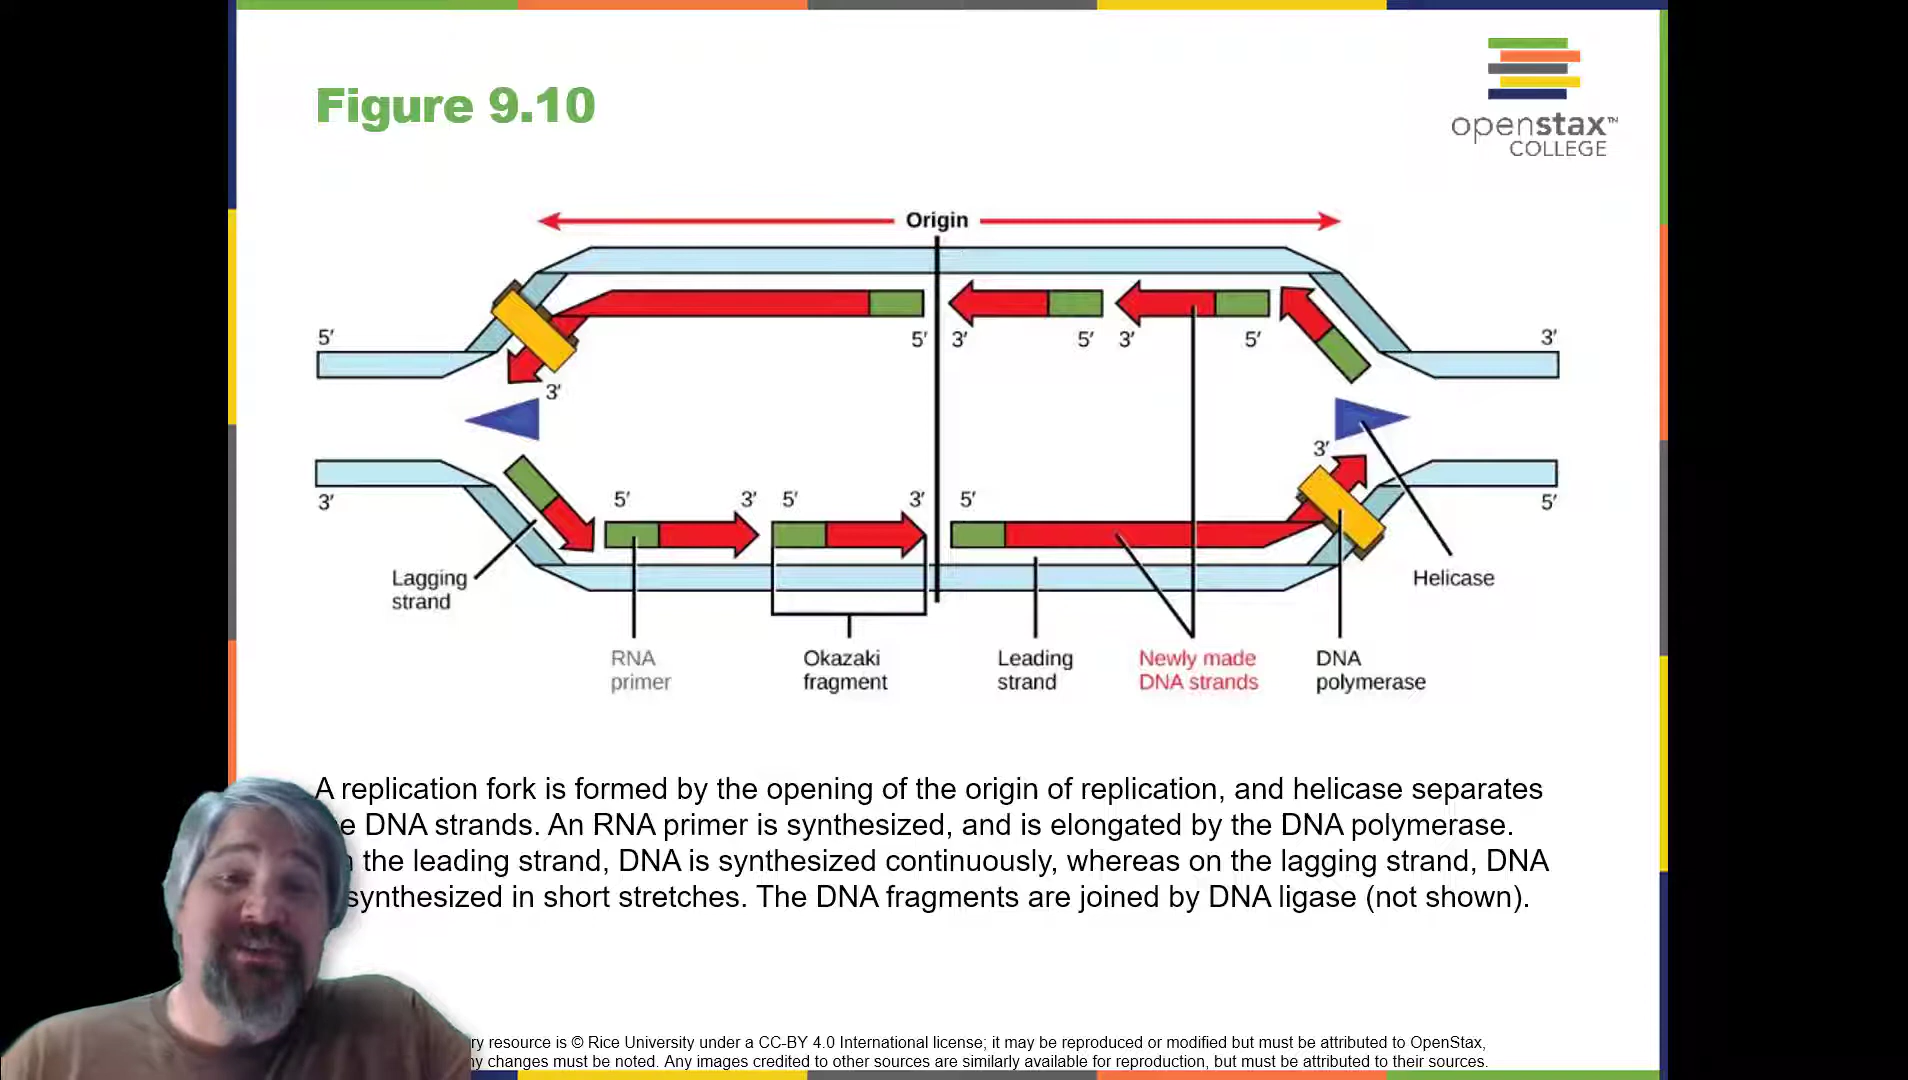 Figure 9.10
openstax™
COLLEGE
Origin
5′
3′
5′
3′
5′
3′
5′
3′
3′
3′
5′
3′
5′
3′
5′
3′
5′
Lagging
strand
Helicase
RNA
primer
Okazaki
fragment
Leading
strand
Newly made
DNA strands
DNA
polymerase
A replication fork is formed by the opening of the origin of replication, and helicase separates
DNA strands. An RNA primer is synthesized, and is elongated by the DNA polymerase.
the leading strand, DNA is synthesized continuously, whereas on the lagging strand, DNA
synthesized in short stretches. The DNA fragments are joined by DNA ligase (not shown).
resource is © Rice University under a CC-BY 4.0 International license; it may be reproduced or modified but must be attributed to OpenStax,
changes must be noted. Any images credited to other sources are similarly available for reproduction, but must be attributed to their sources.